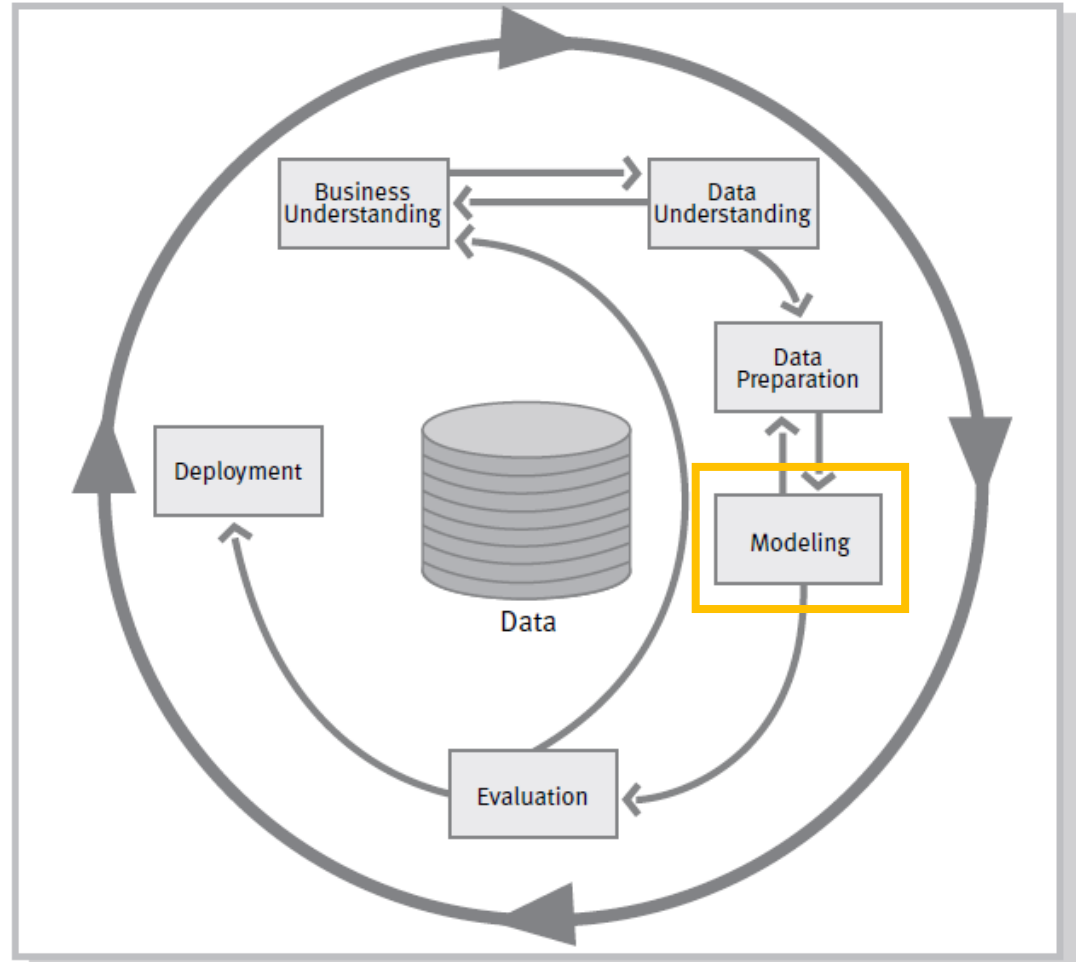 Business
Understanding
Data
Understanding
Data
Preparation
Deployment
Modeling
Data
Evaluation